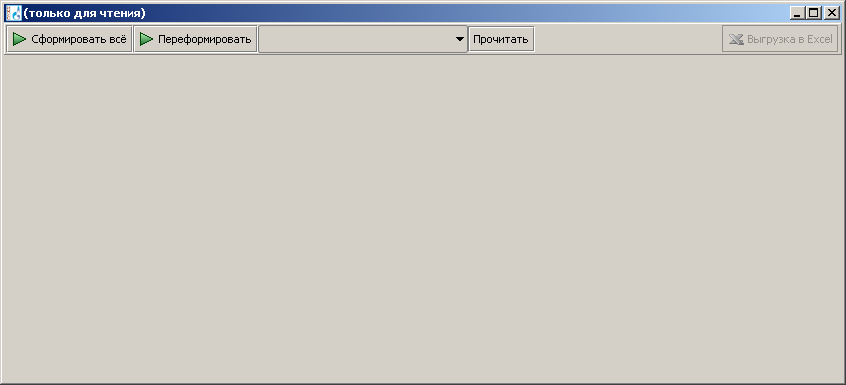 (только для чтения)
Сформировать всё Переформировать Прочитать Выгрузка в Excel